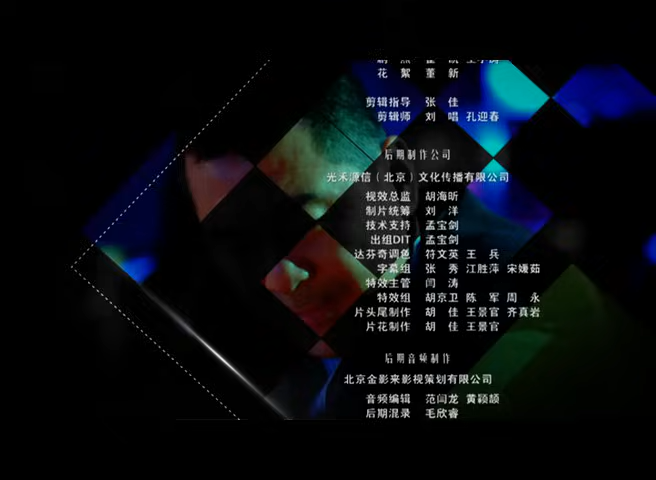 花 絮 董 新
剪辑指导 张 佳
剪辑师 刘 唱 孔迎春
后期制作公司
光禾源信（北京）文化传播有限公司
视效总监 胡海昕
制片统筹 刘 洋
技术支持 孟宝剑
出组DIT 孟宝剑
达芬奇调色 符文英 王 兵
字幕组 张 秀 江胜萍 宋媛茹
特效主管 闫 涛
特效组 胡京卫 陈 军 周 永
片头尾制作 胡 佳 王景官 齐真岩
片花制作 胡 佳 王景官
后期音频制作
北京金影来影视策划有限公司
音频编辑 范闯龙 黄颖颉
后期混录 毛欣睿